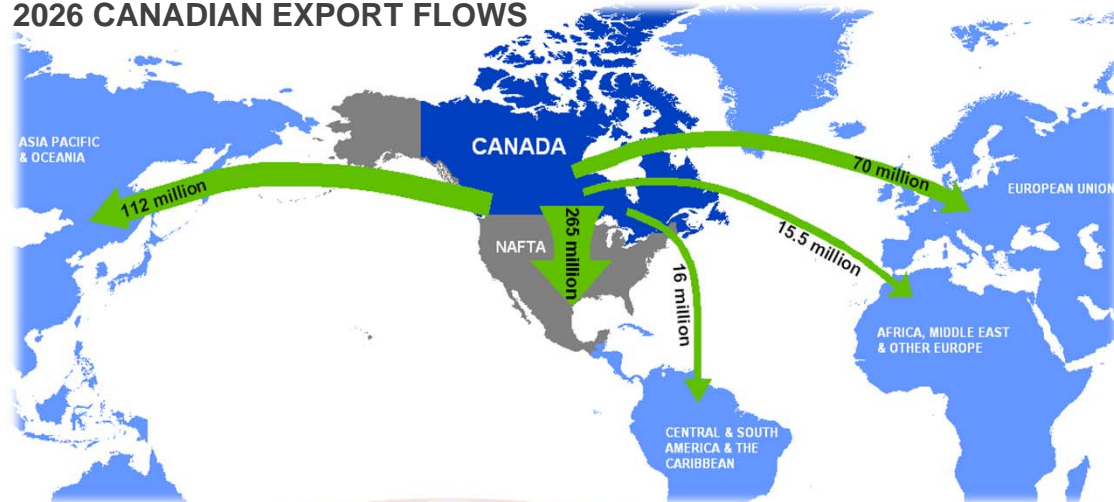 2026 CANADIAN EXPORT FLOWS
ASIA PACIFIC
& OCEANIA
CANADA
70 million
EUROPEAN UNION
112 million
265 million
NAFTA
15.5 million
16 million
AFRICA, MIDDLE EAST
& OTHER EUROPE
CENTRAL & SOUTH
AMERICA & THE
CARIBBEAN